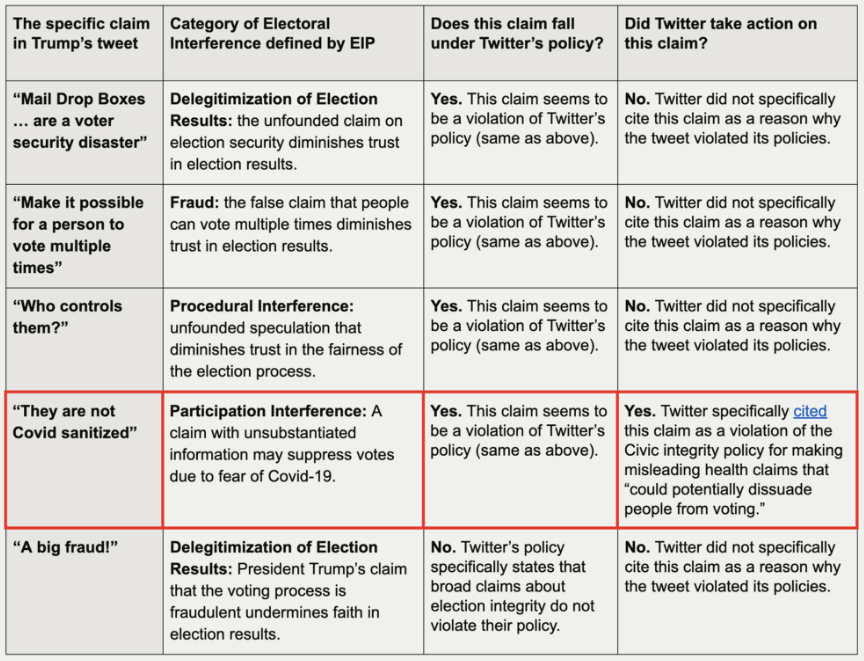 The specific claim
in Trump's tweet
Category of Electoral
Interference defined by EIP
Does this claim fall
under Twitter's policy?
Did Twitter take action on
this claim?
“Mail Drop Boxes
… are a voter
security disaster”
Delegitimization of Election
Results: the unfounded claim on
election security diminishes trust
in election results.
Yes. This claim seems to
be a violation of Twitter's
policy (same as above).
No. Twitter did not specifically
cite this claim as a reason why
the tweet violated its policies.
“Make it possible
for a person to
vote multiple
times”
Fraud: the false claim that people
can vote multiple times diminishes
trust in election results.
Yes. This claim seems to
be a violation of Twitter's
policy (same as above).
No. Twitter did not specifically
cite this claim as a reason why
the tweet violated its policies.
“Who controls
them?”
Procedural Interference:
unfounded speculation that
diminishes trust in the fairness of
the election process.
Yes. This claim seems to
be a violation of Twitter's
policy (same as above).
No. Twitter did not specifically
cite this claim as a reason why
the tweet violated its policies.
“They are not
Covid sanitized”
Participation Interference: A
claim with unsubstantiated
information may suppress votes
due to fear of Covid-19.
Yes. This claim seems to
be a violation of Twitter's
policy (same as above).
Yes. Twitter specifically cited
this claim as a violation of the
Civic integrity policy for making
misleading health claims that
“could potentially dissuade
people from voting.”
“A big fraud!”
Delegitimization of Election
Results: President Trump's claim
that the voting process is
fraudulent undermines faith in
election results.
No. Twitter's policy
specifically states that
broad claims about
election integrity do not
violate their policy.
No. Twitter did not specifically
cite this claim as a reason why
the tweet violated its policies.